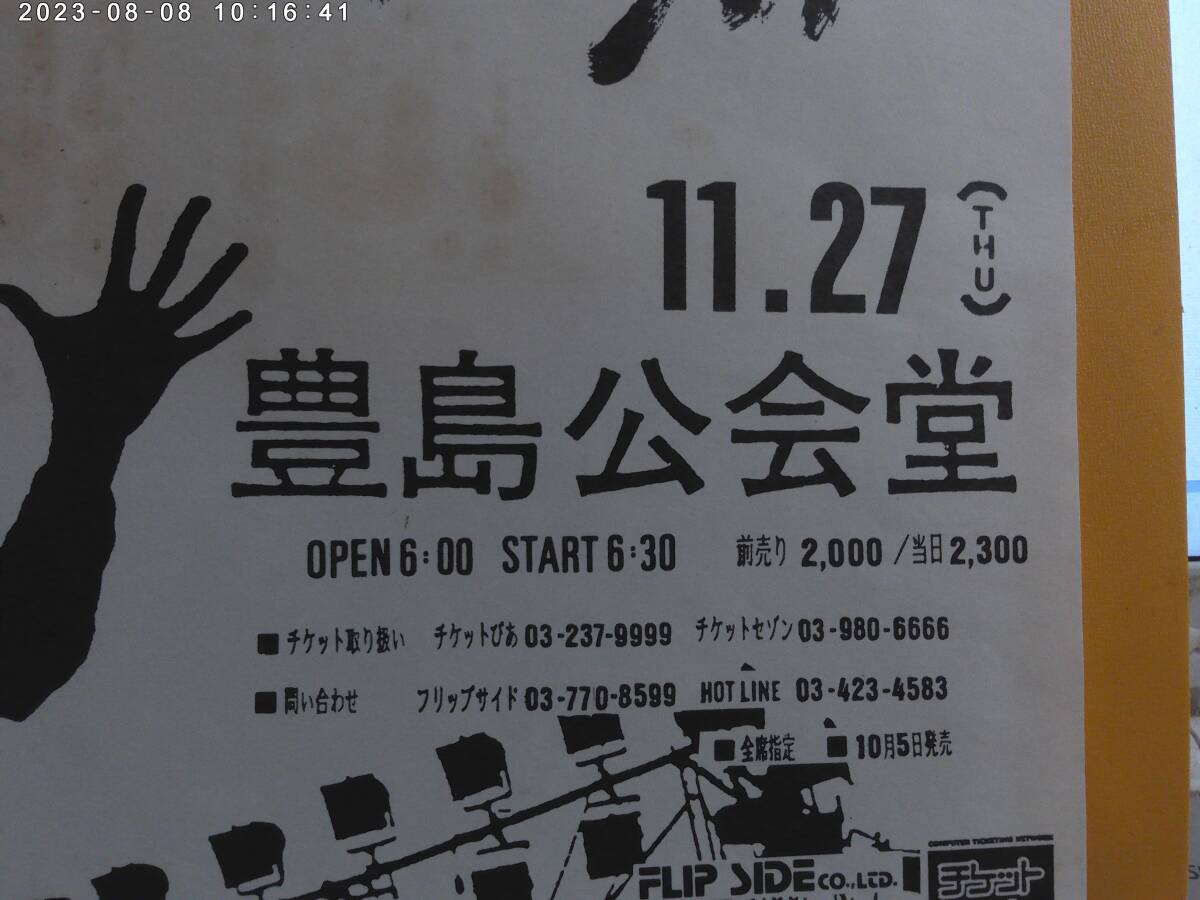 2023-08-08 10:16:41
11.27 (THU)
豊島公会堂
OPEN 6:00 START 6:30 前売り 2,000 /当日 2,300
■チケット取り扱い チケットぴあ 03-237-9999 チケットセゾン 03-980-6666
■問い合わせ フリップサイド 03-770-8599 HOT LINE 03-423-4583
■全席指定 ■10月5日発売
COMPUTER TICKETING NETWORK
FLIP SIDE CO.,LTD. チケット